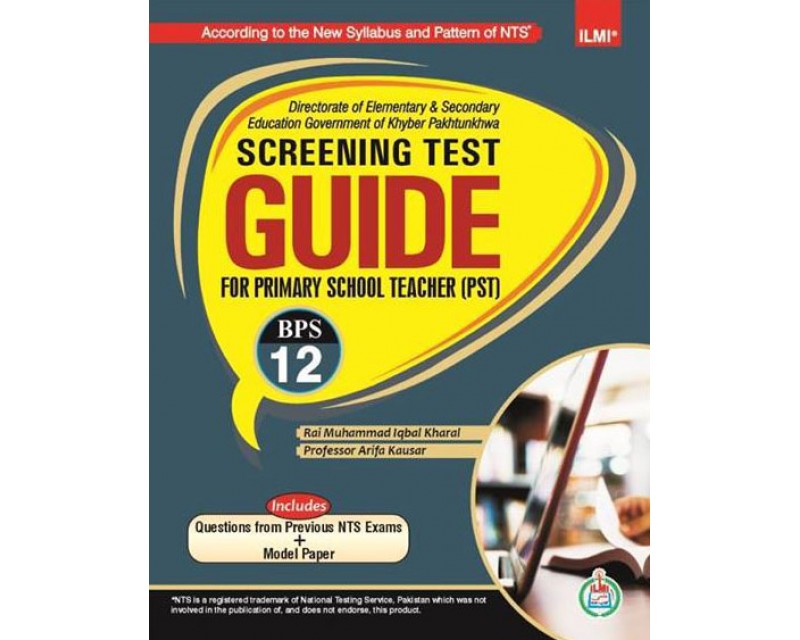 According to the New Syllabus and Pattern of NTS*
ILMI*
Directorate of Elementary & Secondary
Education Government of Khyber Pakhtunkhwa
SCREENING TEST
GUIDE
FOR PRIMARY SCHOOL TEACHER (PST)
BPS
12
Rai Muhammad Iqbal Kharal
Professor Arifa Kausar
Includes
Questions from Previous NTS Exams
+
Model Paper
*NTS is a registered trademark of National Testing Service, Pakistan which was not
involved in the publication of, and does not endorse, this product.
ILMI